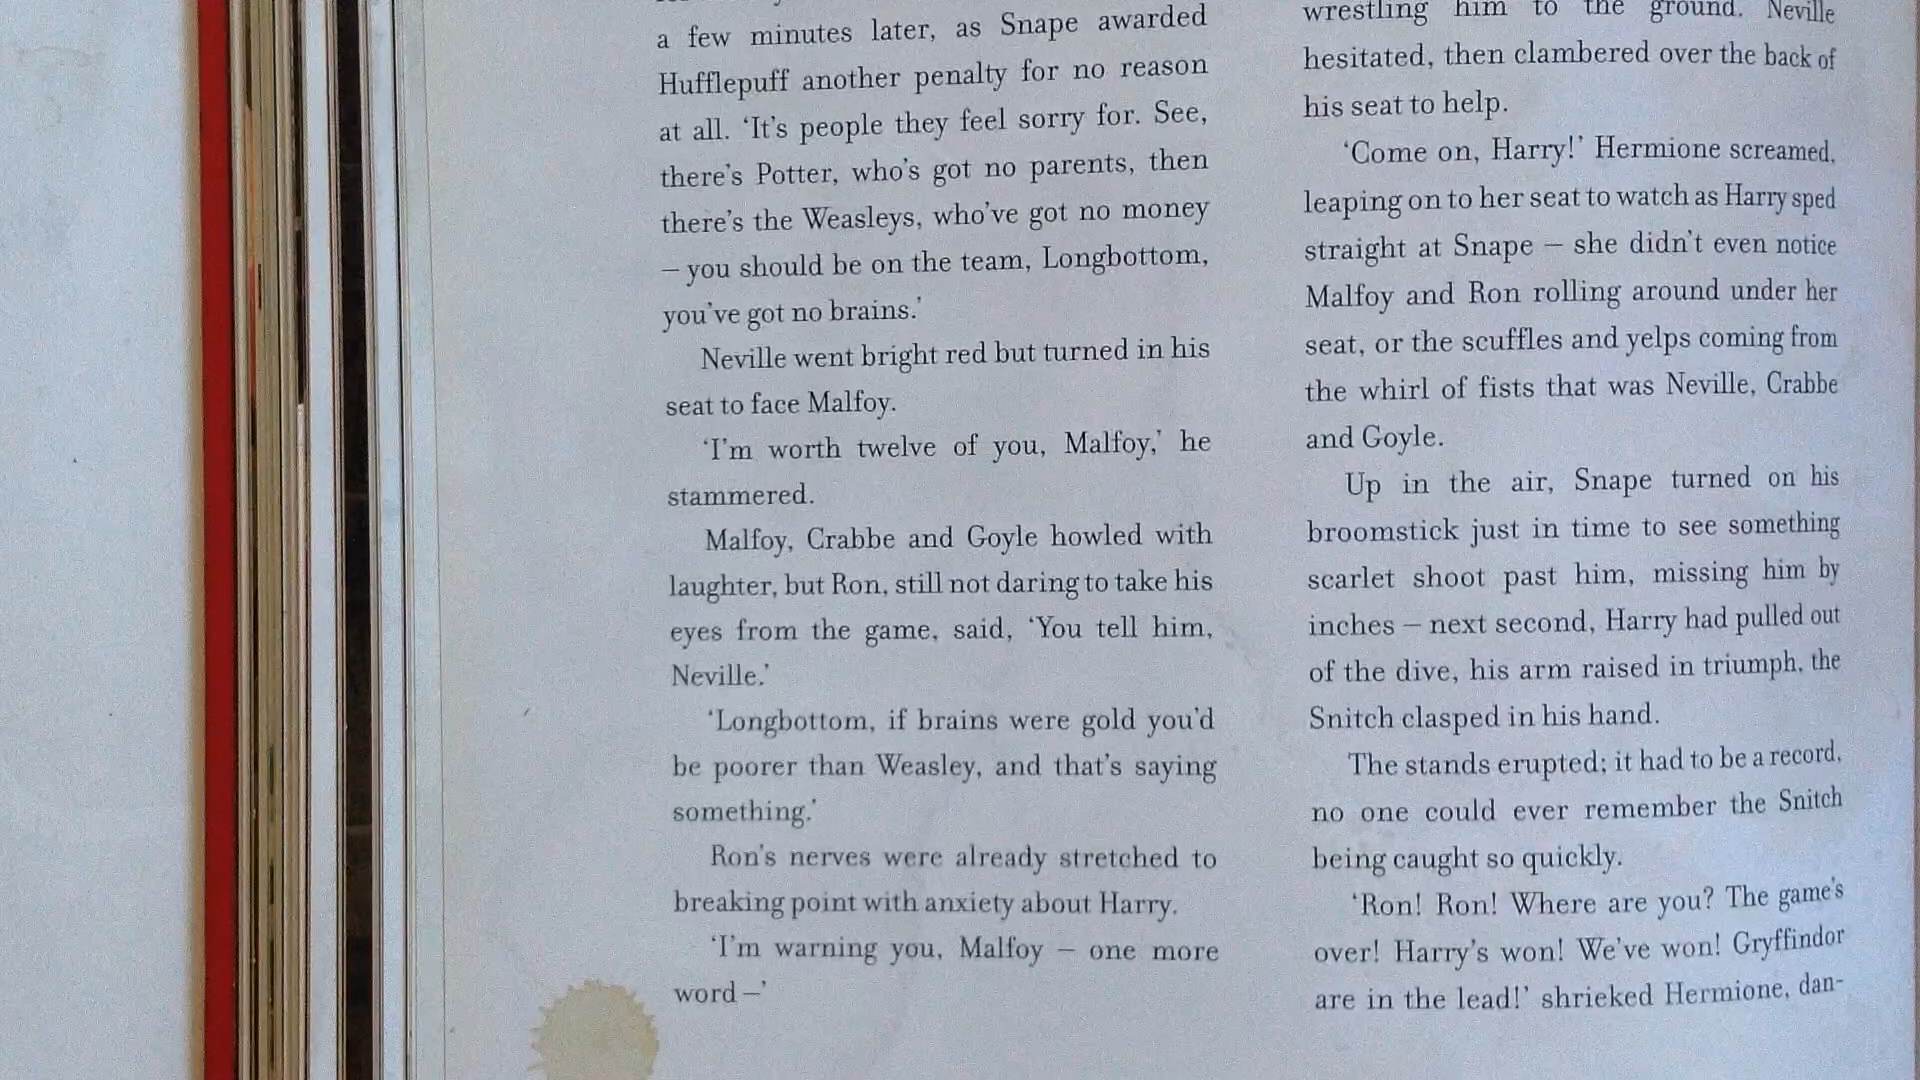 a few minutes later, as Snape awarded
Hufflepuff another penalty for no reason
at all. ‘It’s people they feel sorry for. See,
there’s Potter, who’s got no parents, then
there’s the Weasleys, who’ve got no money
– you should be on the team, Longbottom,
you’ve got no brains.’
Neville went bright red but turned in his
seat to face Malfoy.
‘I’m worth twelve of you, Malfoy,’ he
stammered.
Malfoy, Crabbe and Goyle howled with
laughter, but Ron, still not daring to take his
eyes from the game, said, ‘You tell him,
Neville.’
‘Longbottom, if brains were gold you’d
be poorer than Weasley, and that’s saying
something.’
Ron’s nerves were already stretched to
breaking point with anxiety about Harry.
‘I’m warning you, Malfoy – one more
word –’
wrestling him to the ground. Neville
hesitated, then clambered over the back of
his seat to help.
‘Come on, Harry!’ Hermione screamed,
leaping on to her seat to watch as Harry sped
straight at Snape – she didn’t even notice
Malfoy and Ron rolling around under her
seat, or the scuffles and yelps coming from
the whirl of fists that was Neville, Crabbe
and Goyle.
Up in the air, Snape turned on his
broomstick just in time to see something
scarlet shoot past him, missing him by
inches – next second, Harry had pulled out
of the dive, his arm raised in triumph, the
Snitch clasped in his hand.
The stands erupted; it had to be a record,
no one could ever remember the Snitch
being caught so quickly.
‘Ron! Ron! Where are you? The game’s
over! Harry’s won! We’ve won! Gryffindor
are in the lead!’ shrieked Hermione, dan-